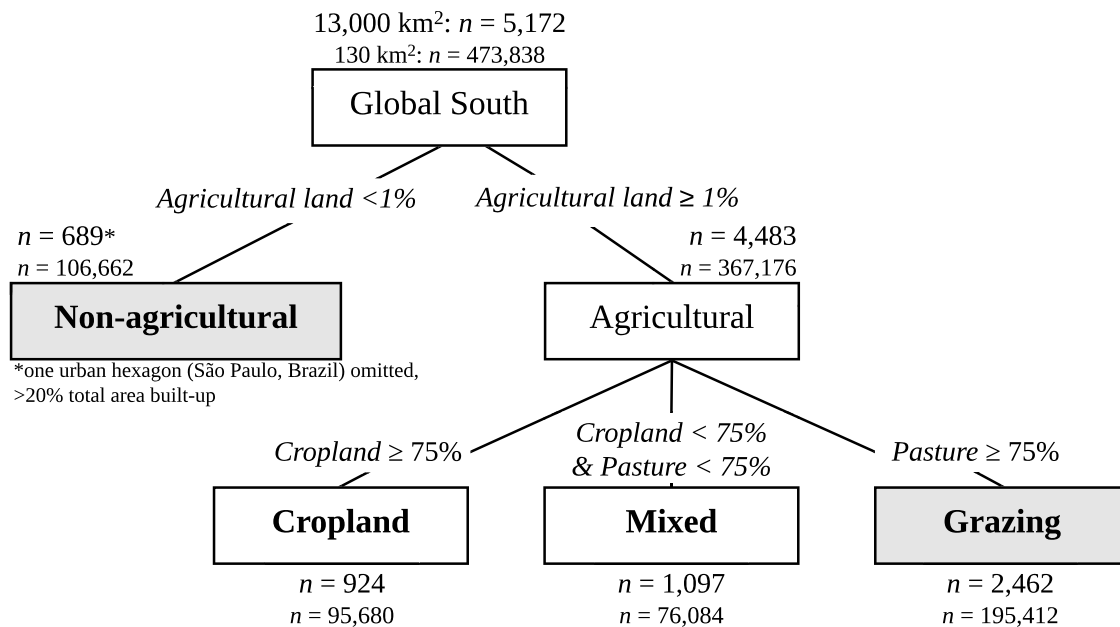 13,000 km²: n = 5,172
130 km²: n = 473,838
Global South
Agricultural land <1%
Agricultural land ≥ 1%
n = 689*
n = 106,662
n = 4,483
n = 367,176
Non-agricultural
Agricultural
*one urban hexagon (São Paulo, Brazil) omitted,
>20% total area built-up
Cropland ≥ 75%
Cropland < 75%
& Pasture < 75%
Pasture ≥ 75%
Cropland
Mixed
Grazing
n = 924
n = 95,680
n = 1,097
n = 76,084
n = 2,462
n = 195,412